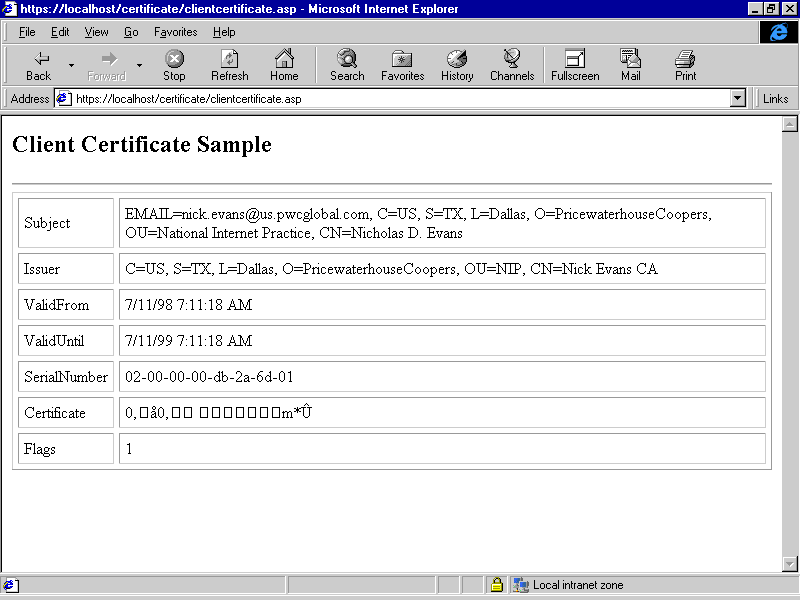 https://localhost/certificate/clientcertificate.asp - Microsoft Internet Explorer
File Edit View Go Favorites Help
Back Forward Stop Refresh Home Search Favorites History Channels Fullscreen Mail Print
Address https://localhost/certificate/clientcertificate.asp Links
Client Certificate Sample
Subject EMAIL=nick.evans@us.pwcglobal.com, C=US, S=TX, L=Dallas, O=PricewaterhouseCoopers,
OU=National Internet Practice, CN=Nicholas D. Evans
Issuer C=US, S=TX, L=Dallas, O=PricewaterhouseCoopers, OU=NIP, CN=Nick Evans CA
ValidFrom 7/11/98 7:11:18 AM
ValidUntil 7/11/99 7:11:18 AM
SerialNumber 02-00-00-00-db-2a-6d-01
Certificate 0,□å0,□□ □□□□□□□m*Û
Flags 1
Local intranet zone